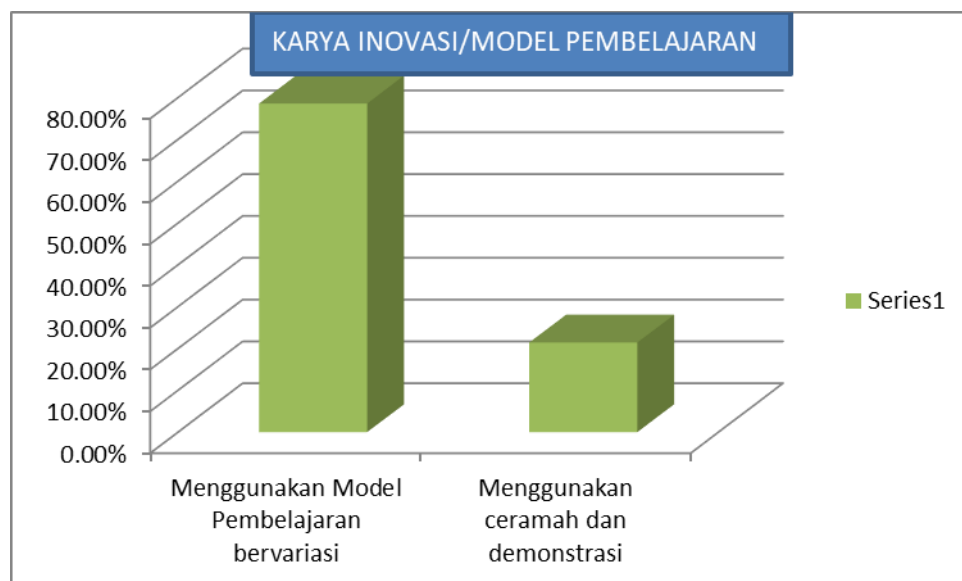 KARYA INOVASI/MODEL PEMBELAJARAN
80.00%
70.00%
60.00%
50.00%
40.00%
30.00%
20.00%
10.00%
0.00%
Menggunakan Model
Pembelajaran
bervariasi
Menggunakan
ceramah dan
demonstrasi
Series1